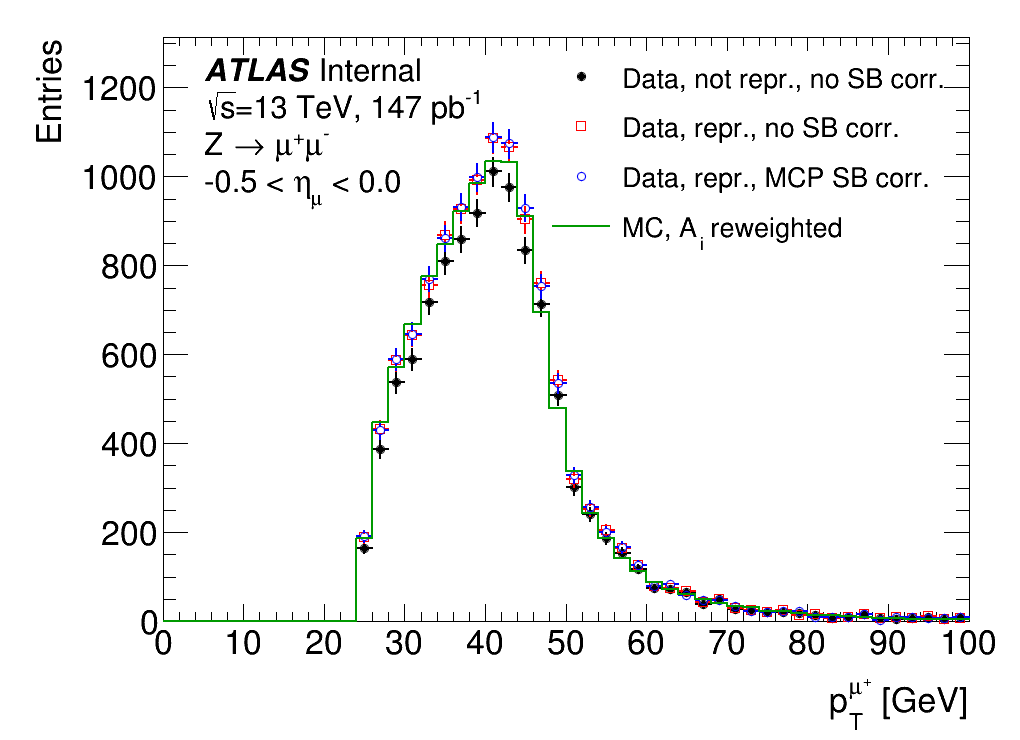 Entries
ATLAS Internal
√s=13 TeV, 147 pb⁻¹
Z → μ⁺μ⁻
-0.5 < η_μ < 0.0
Data, not repr., no SB corr.
Data, repr., no SB corr.
Data, repr., MCP SB corr.
MC, A_i reweighted
1200
1000
800
600
400
200
0
0 10 20 30 40 50 60 70 80 90 100
p_T^μ⁺ [GeV]